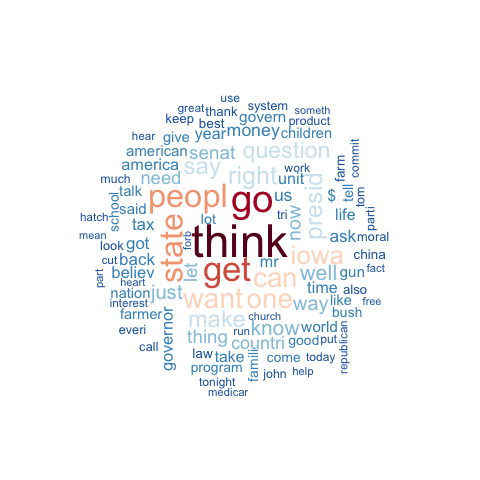 use
great thank system someth
keep best govern product
hear give year money children
american senat question
america say right work commit
much need unit farm
talk peopl go us $ tell tom
school said lot tri now presid life parti
hatch tax state forb think ask moral
mean look got mr iowa china
cut back let get can well gun fact
part believ heart time also
nation just want one way like free
interest farmer make church bush
everi governor run know world republican
call thing countri good put
law take famili come today
program john help
tonight
medicar